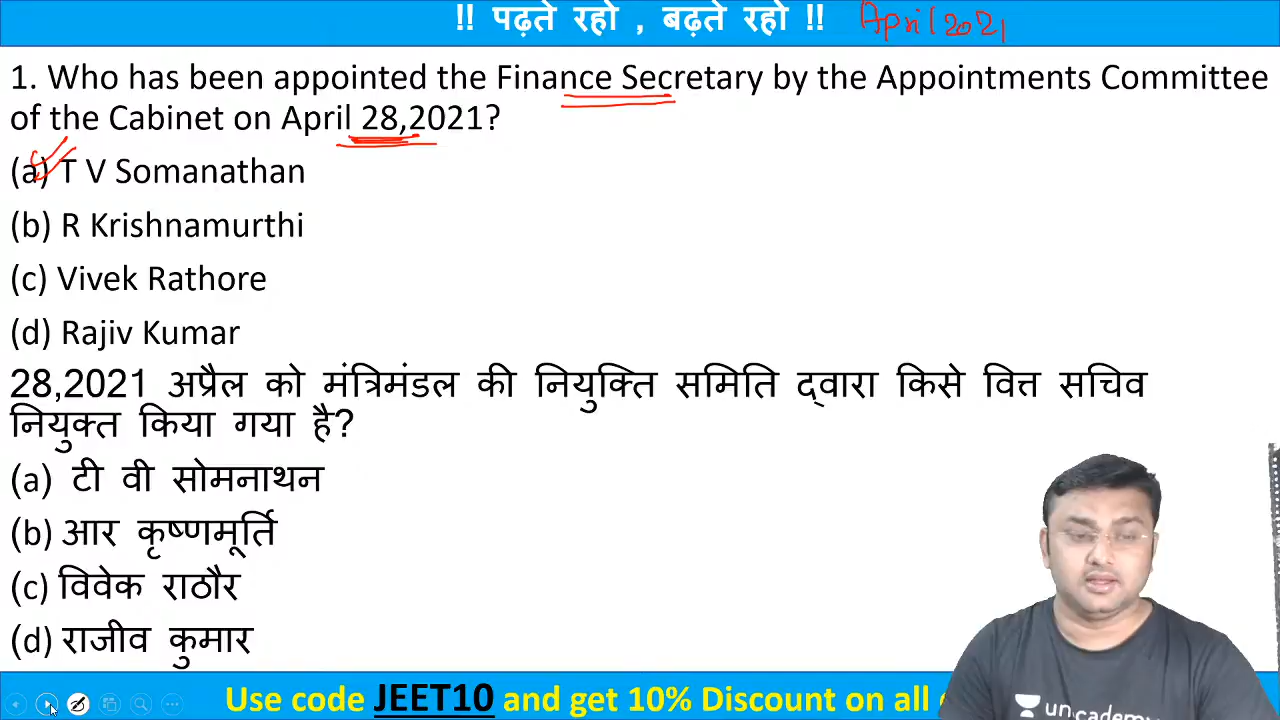 !! पढ़ते रहो , बढ़ते रहो !! April 2021
1. Who has been appointed the Finance Secretary by the Appointments Committee
of the Cabinet on April 28,2021?
(a) T V Somanathan
(b) R Krishnamurthi
(c) Vivek Rathore
(d) Rajiv Kumar
28,2021 अप्रैल को मंत्रिमंडल की नियुक्ति समिति द्वारा किसे वित्त सचिव
नियुक्त किया गया है?
(a) टी वी सोमनाथन
(b) आर कृष्णमूर्ति
(c) विवेक राठौर
(d) राजीव कुमार
Use code JEET10 and get 10% Discount on all
unacademy